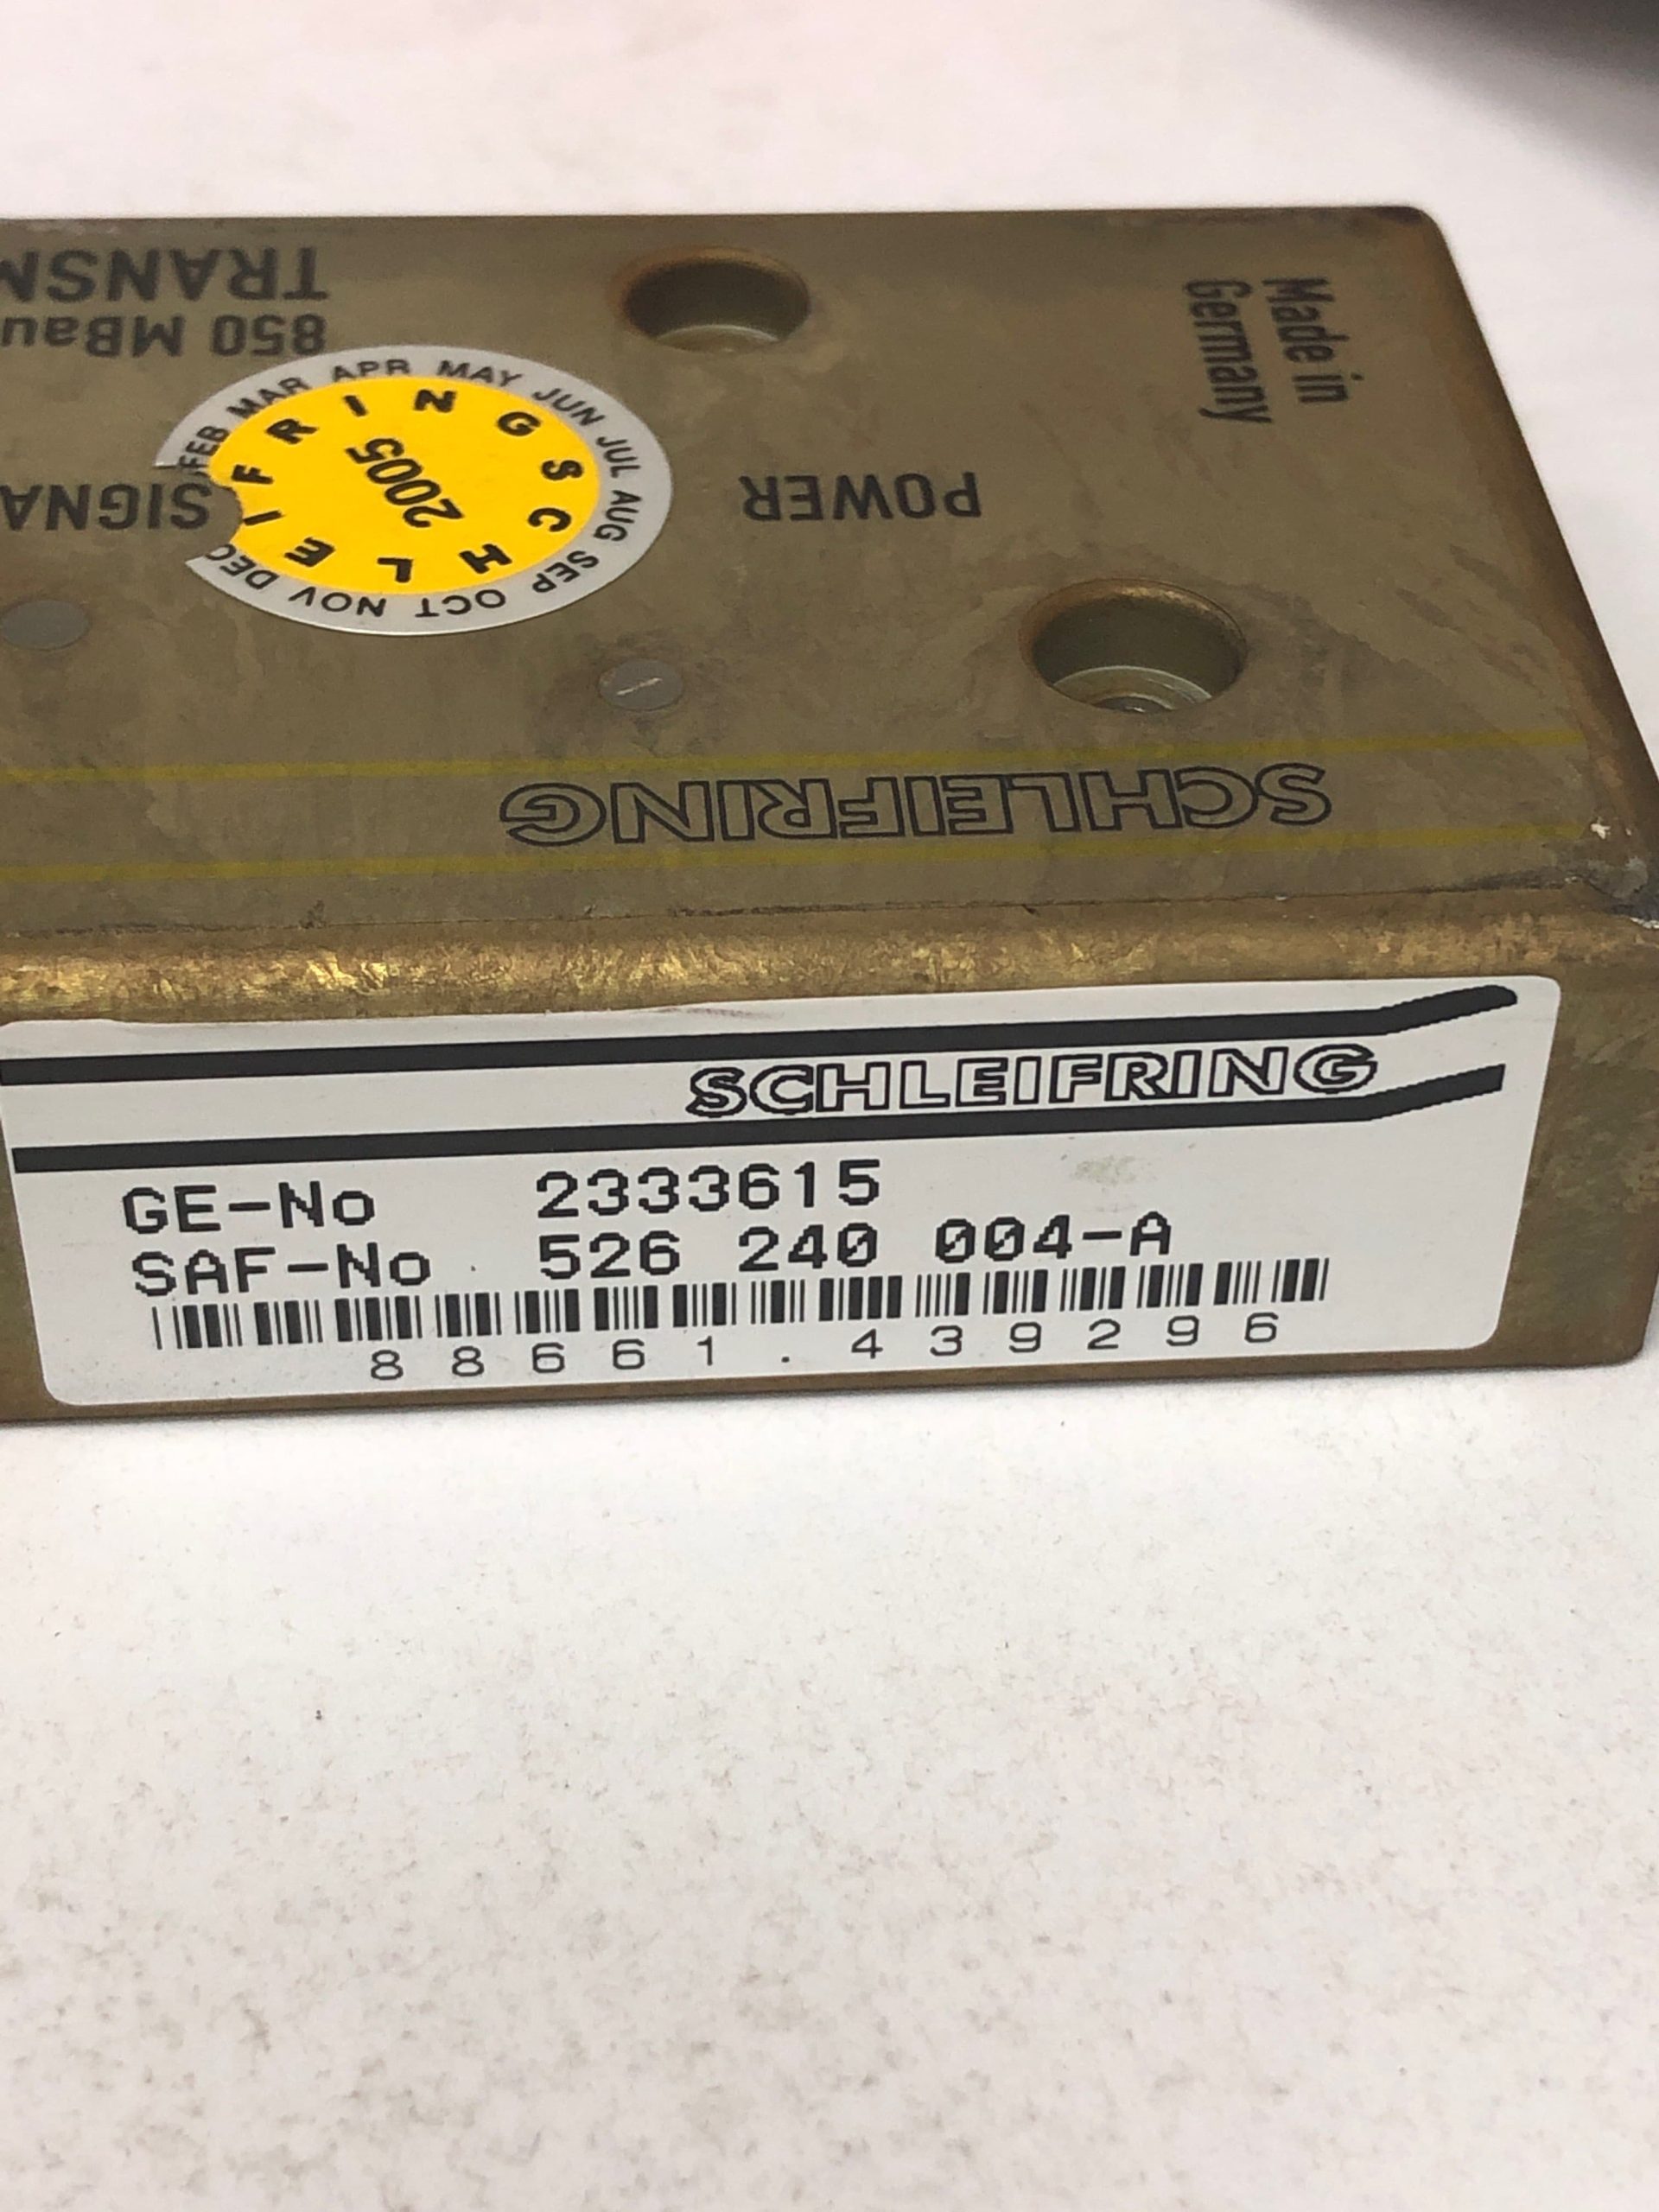 TRANSM
850 MBau
SIGNA
POWER
Made in
Germany
FEB MAR APR MAY JUN JUL AUG SEP OCT NOV DEC
SCHLEIFRING
2005
SCHLEIFRING
SCHLEIFRING
GE-No 2333615
SAF-No 526 240 004-A
88661.439296